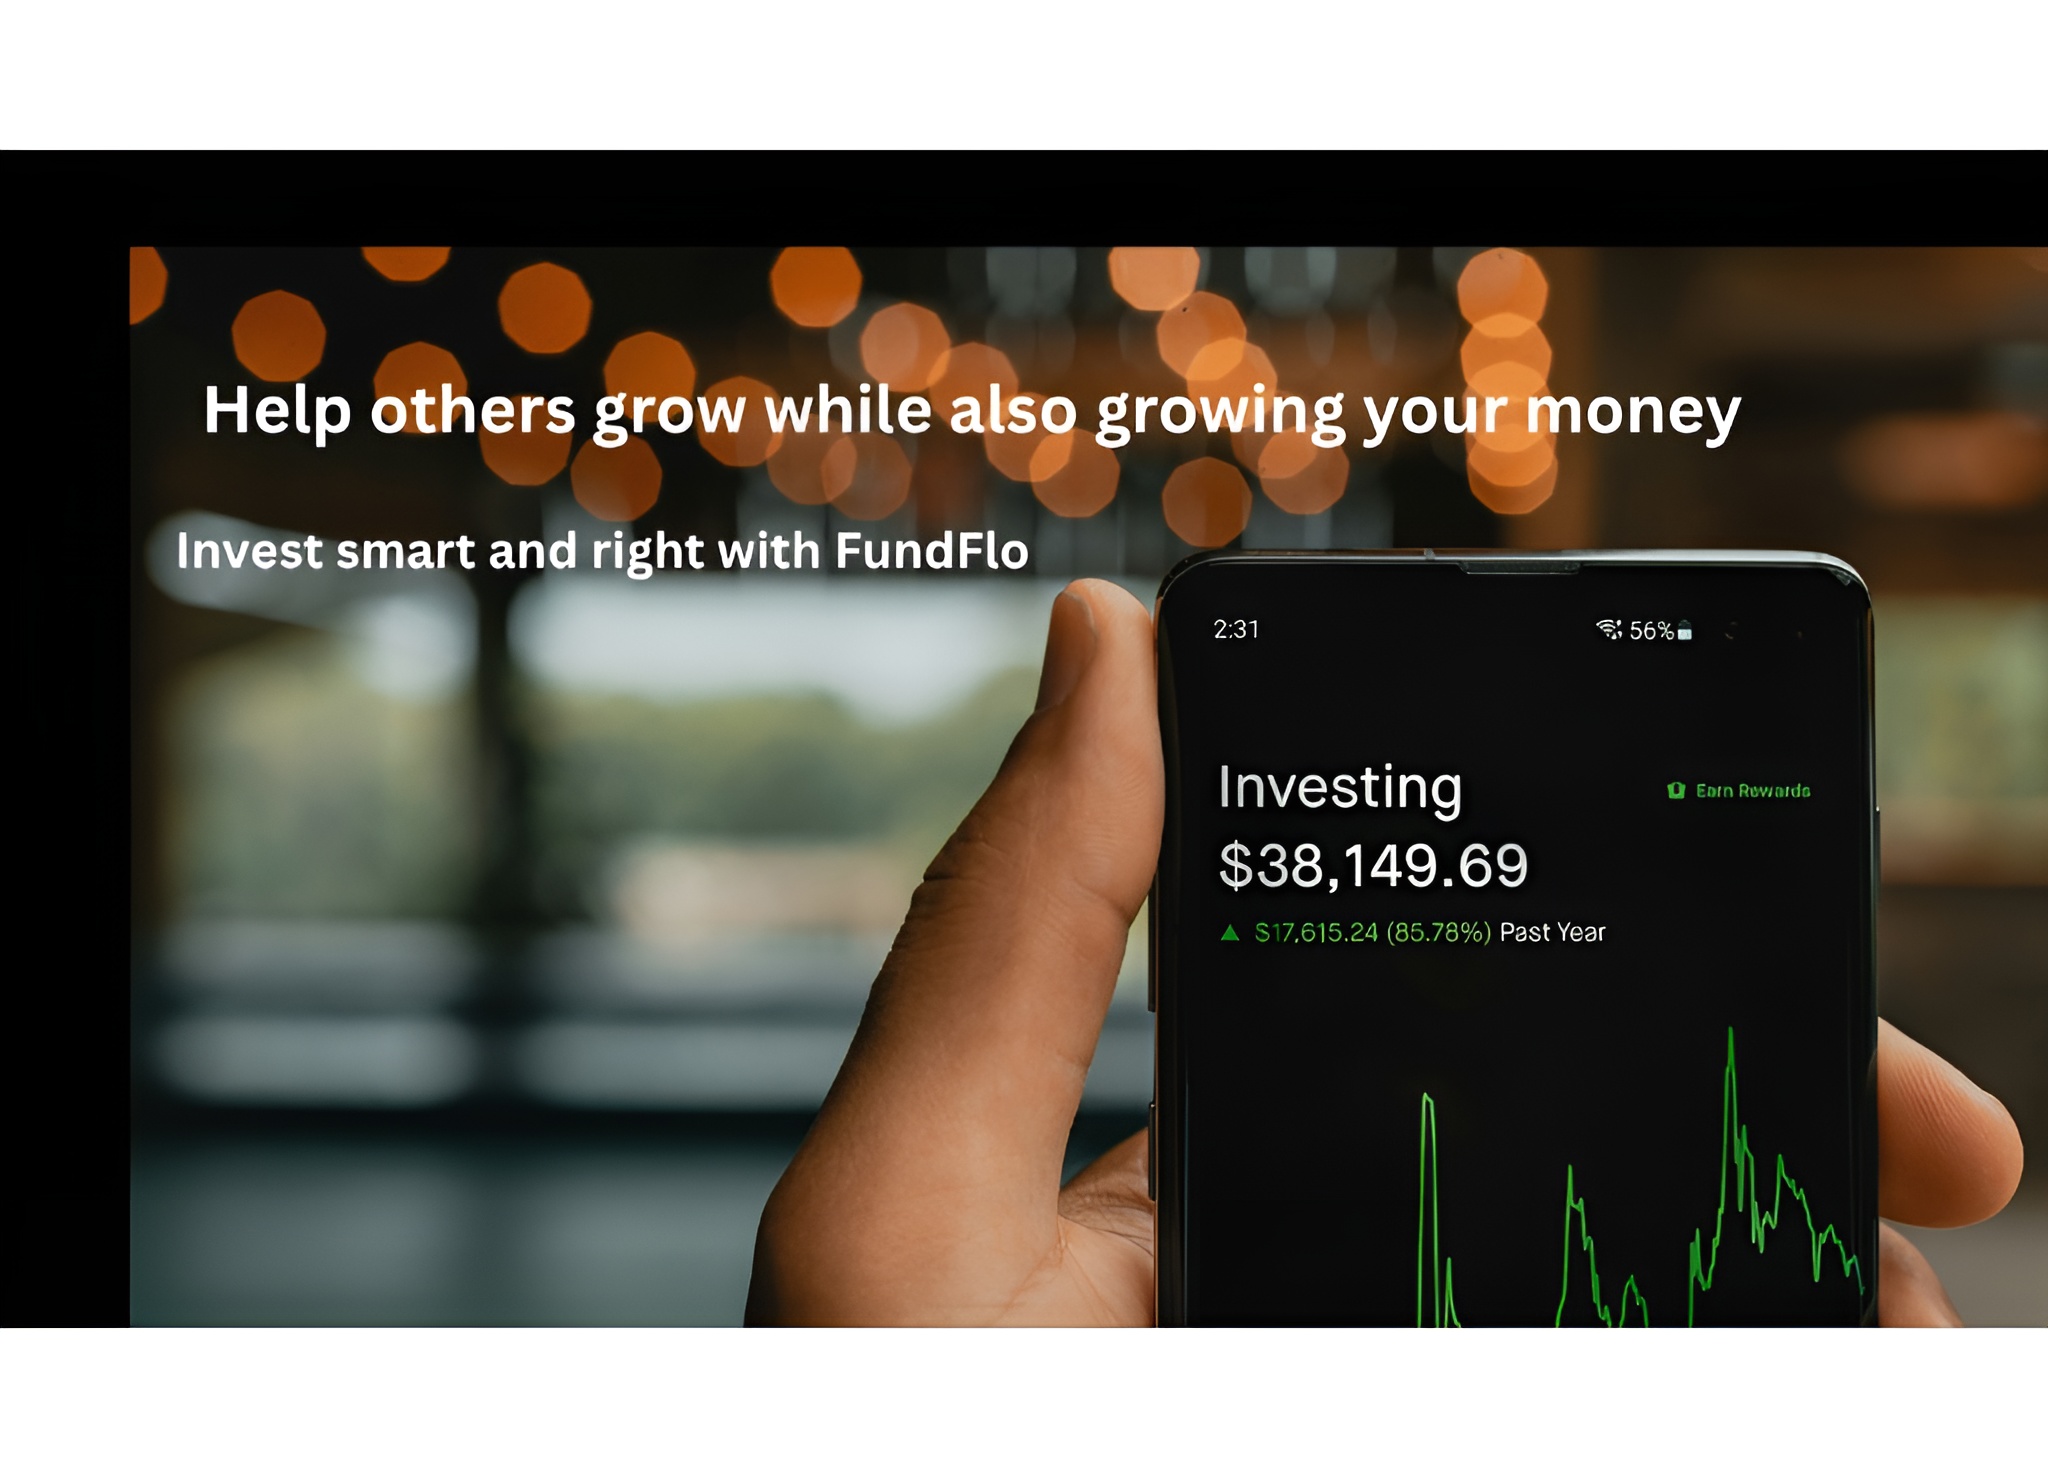 Help others grow while also growing your money
Invest smart and right with FundFlo
2:31
56%
Investing
Earn Rewards
$38,149.69
▲ $17,615.24 (85.78%) Past Year